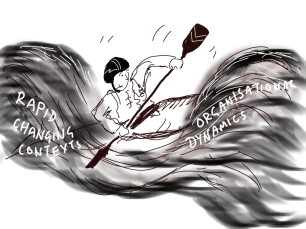 RAPID
CHANGING
CONTEXTS
ORGANISATIONAL
DYNAMICS